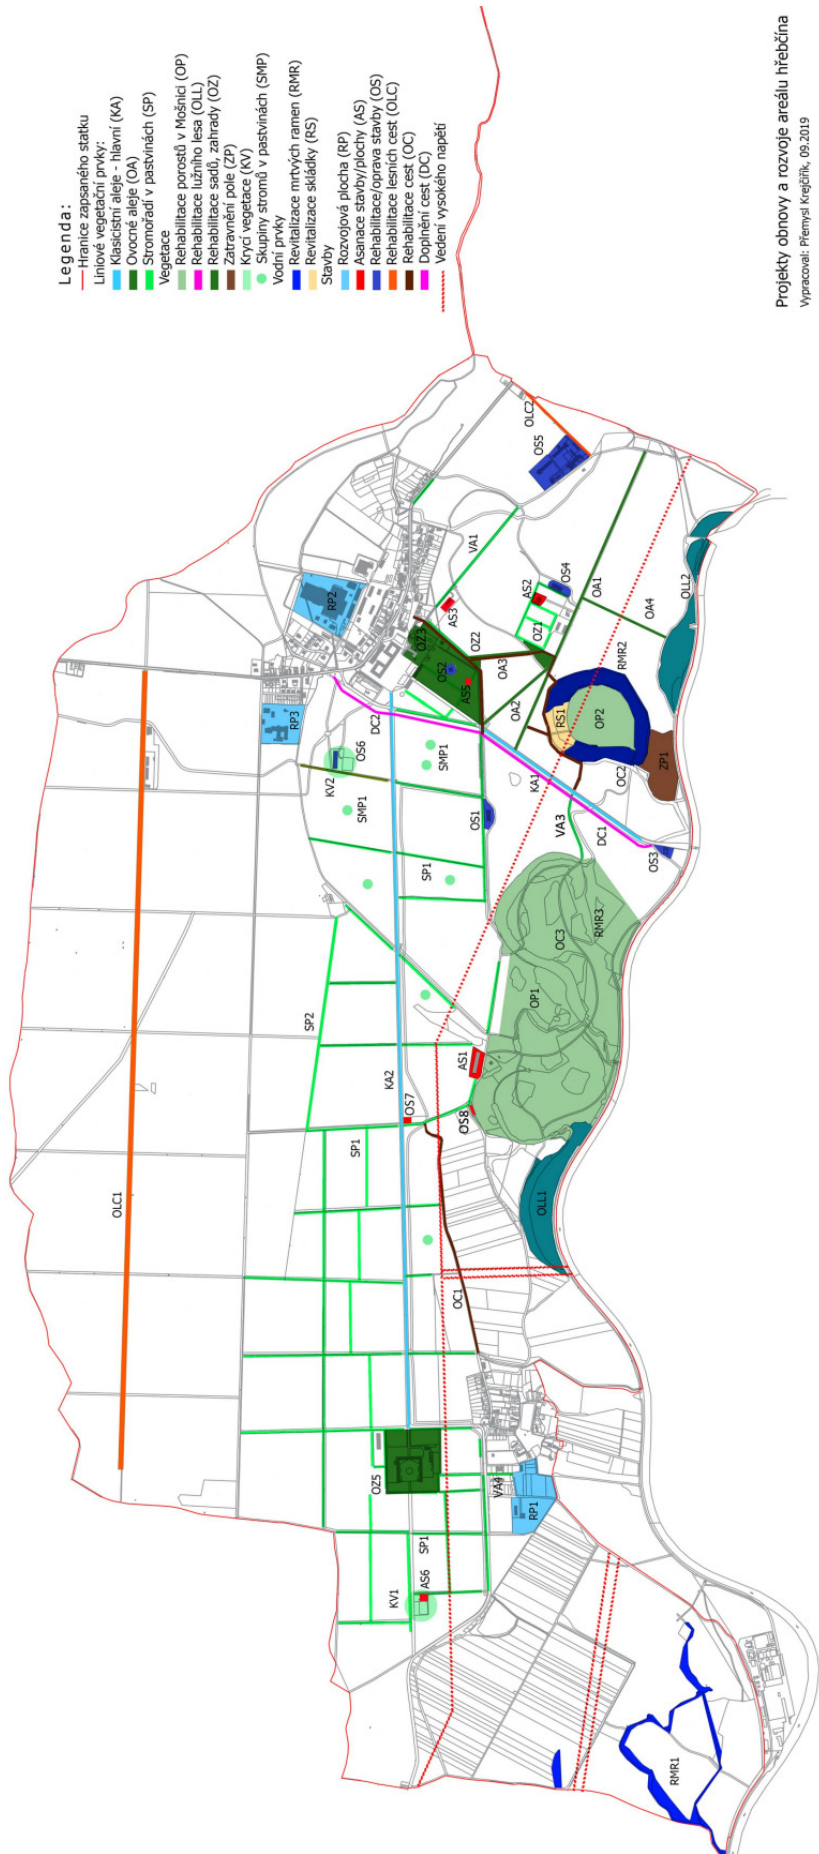 Legenda:
Hranice zapsaného statku
Liniové vegetační prvky:
Klasicistní aleje - hlavní (KA)
Ovocné aleje (OA)
Stromořadí v pastvinách (SP)
Vegetace
Rehabilitace porostů v Mošnici (OP)
Rehabilitace lužního lesa (OLL)
Rehabilitace sadů, zahrady (OZ)
Zatravnění pole (ZP)
Krycí vegetace (KV)
Skupiny stromů v pastvinách (SMP)
Vodní prvky
Revitalizace mrtvých ramen (RMR)
Revitalizace skládky (RS)
Stavby
Rozvojová plocha (RP)
Asanace stavby/plochy (AS)
Rehabilitace/oprava stavby (OS)
Rehabilitace lesních cest (OLC)
Rehabilitace cest (OC)
Doplnění cest (DC)
Vedení vysokého napětí
OLC1
RP2
RP3
DC2
OS6
KV2
SMP1
SMP1
SP1
SP2
KA2
SP1
OS7
OZ3
OS2
AS5
OZ2
AS3
VA1
OLC2
OS5
AS2
OS4
OZ1
OA3
OA2
OA1
OA4
OLL2
RMR2
RS1
OP2
ZP1
OC2
KA1
VA3
DC1
OS3
OS1
OC3
RMR3
OP1
AS1
OS8
OLL1
OC1
OZ5
VA4
RP1
SP1
AS6
KV1
RMR1
Projekty obnovy a rozvoje areálu hřebčína
Vypracoval: Přemysl Krejčiřík, 09.2019